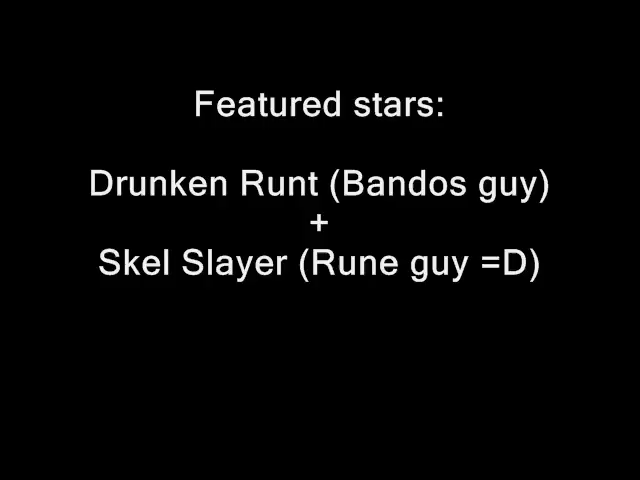 Featured stars:
Drunken Runt (Bandos guy)
+
Skel Slayer (Rune guy =D)